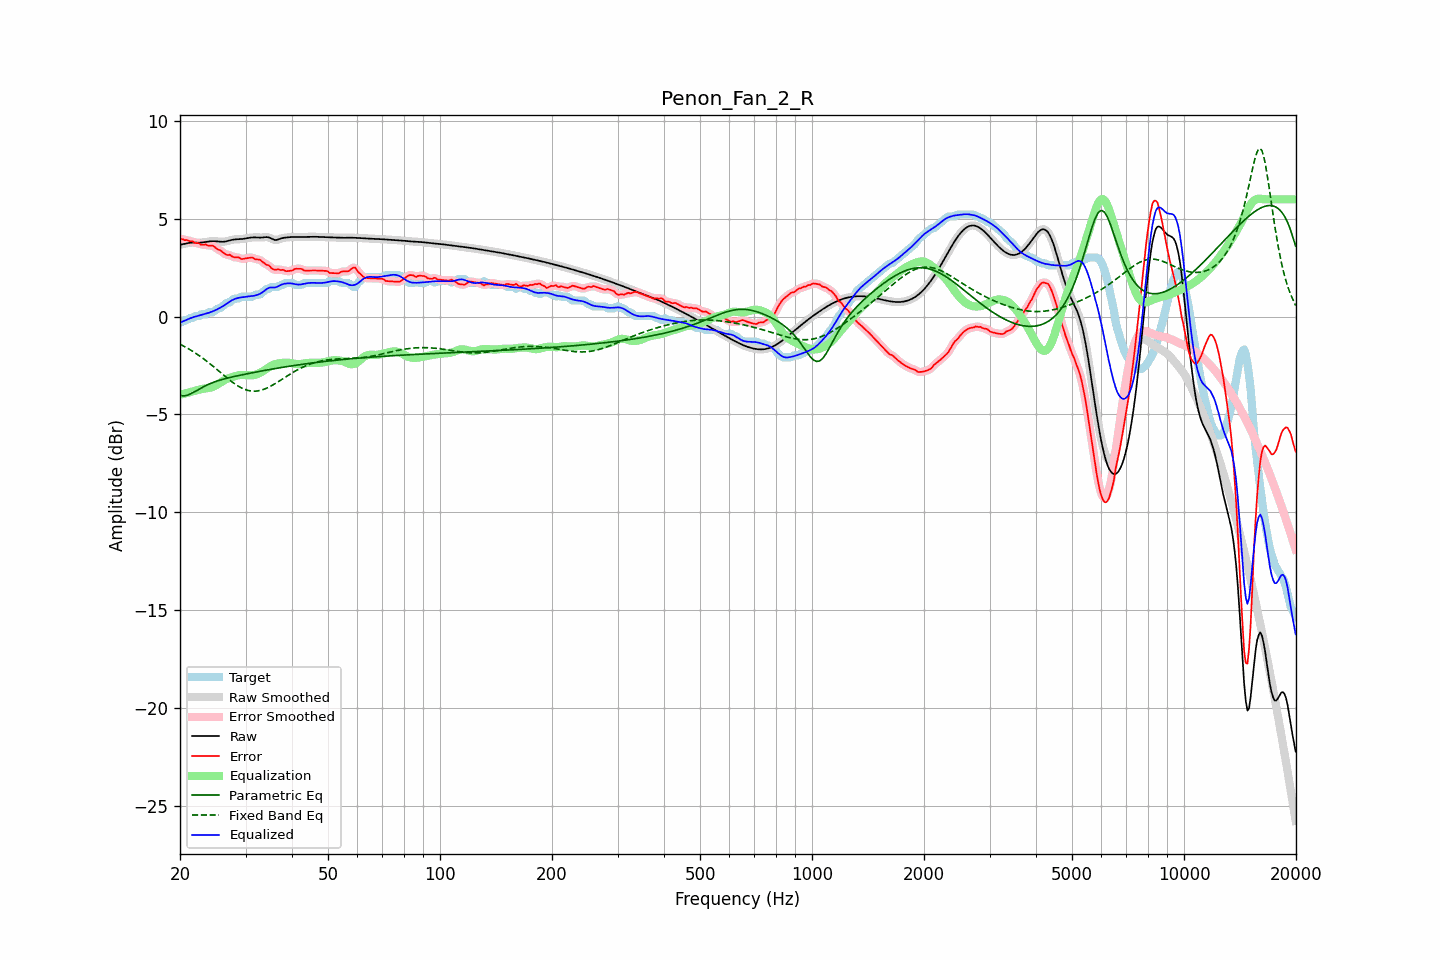 Penon_Fan_2_R
10
5
0
−5
−10
−15
−20
−25
Amplitude (dBr)
Target
Raw Smoothed
Error Smoothed
Raw
Error
Equalization
Parametric Eq
Fixed Band Eq
Equalized
20 50 100 200 500 1000 2000 5000 10000 20000
Frequency (Hz)